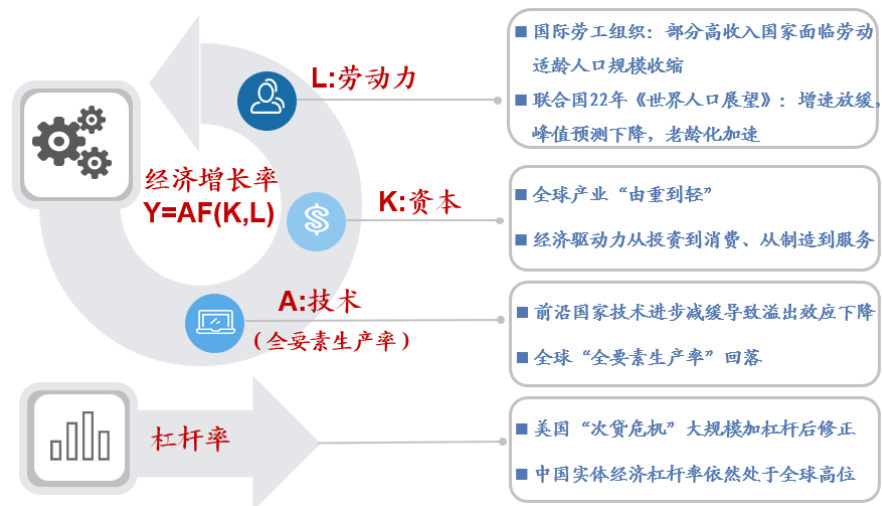 L:劳动力
■ 国际劳工组织：部分高收入国家面临劳动
适龄人口规模收缩
■ 联合国22年《世界人口展望》：增速放缓，
峰值预测下降，老龄化加速
经济增长率
Y=AF(K,L)
K:资本
■ 全球产业“由重到轻”
■ 经济驱动力从投资到消费、从制造到服务
A:技术
（全要素生产率）
■ 前沿国家技术进步减缓导致溢出效应下降
■ 全球“全要素生产率”回落
杠杆率
■ 美国“次贷危机”大规模加杠杆后修正
■ 中国实体经济杠杆率依然处于全球高位